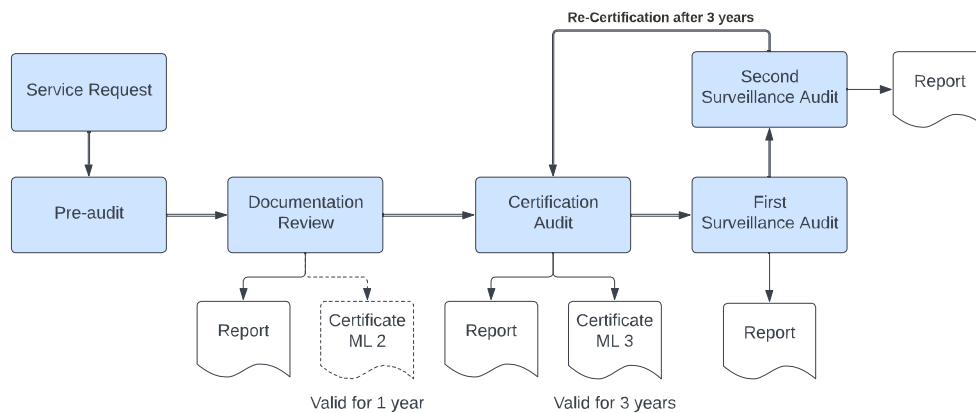 Re-Certification after 3 years
Service Request
Second
Surveillance Audit
Report
Pre-audit
Documentation
Review
Certification
Audit
First
Surveillance Audit
Report
Certificate
ML 2
Report
Certificate
ML 3
Report
Valid for 1 year
Valid for 3 years